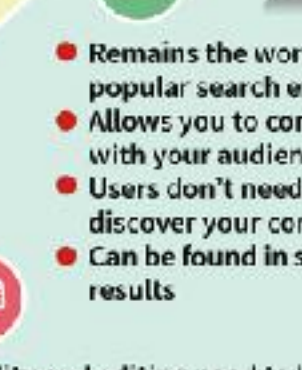 Remains the wor
popular search e
Allows you to con
with your audien
Users don't need
discover your con
Can be found in s
results